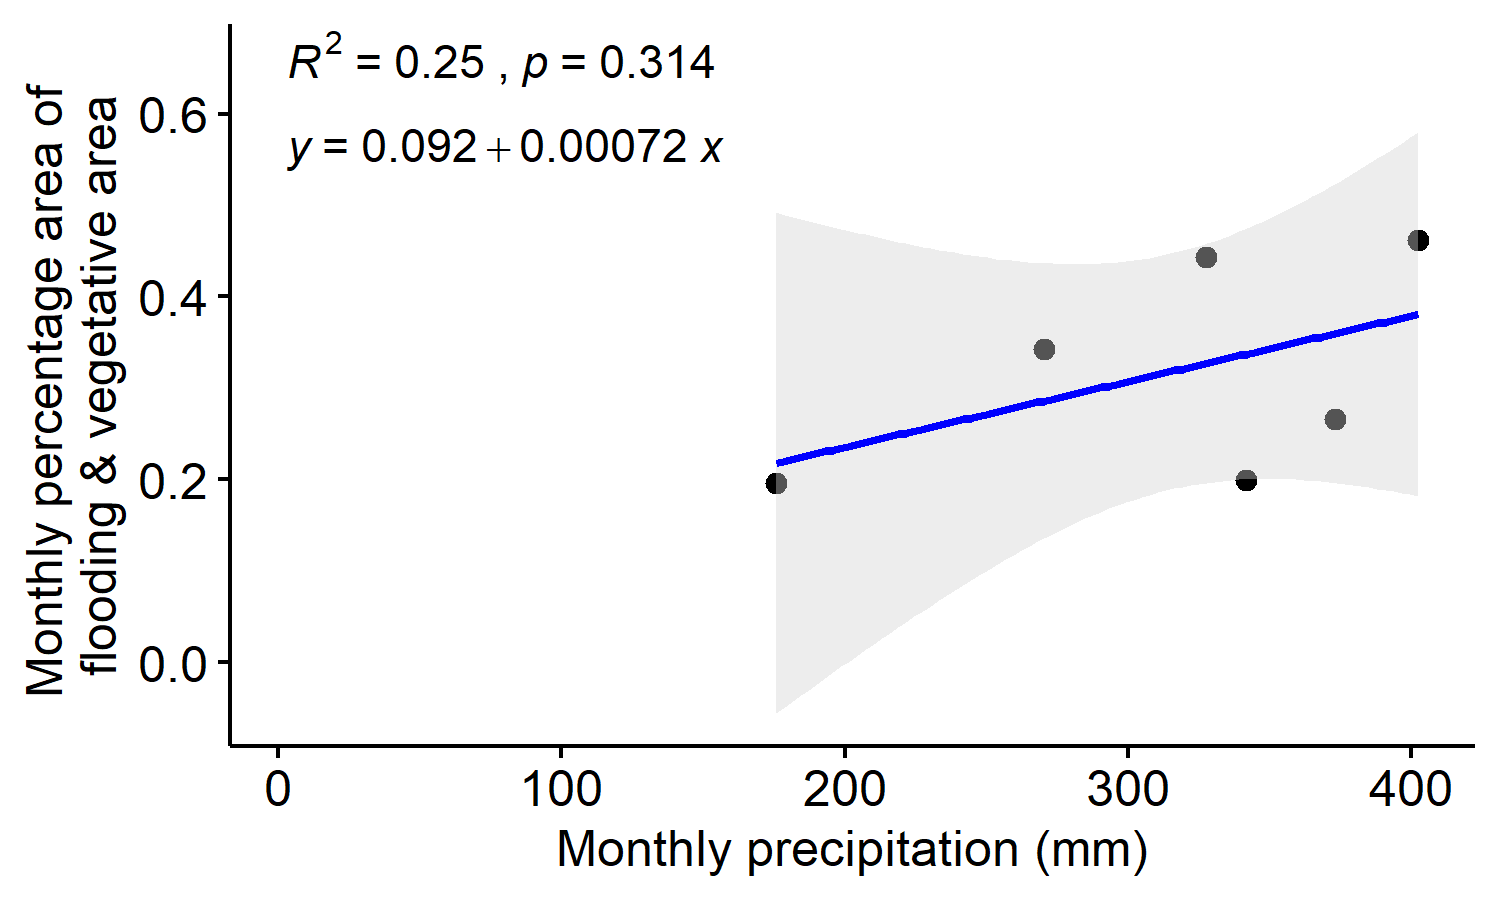 R² = 0.25 , p = 0.314
y = 0.092 + 0.00072 x
Monthly percentage area of
flooding & vegetative area
0.6
0.4
0.2
0.0
0 100 200 300 400
Monthly precipitation (mm)